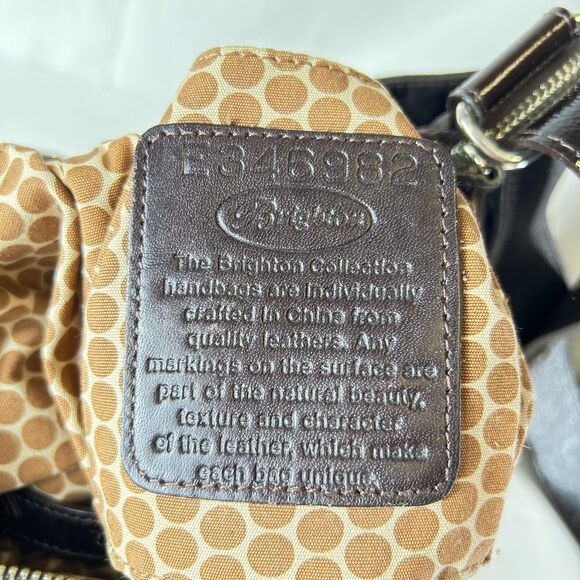 E346982
Brighton
The Brighton Collection
handbags are individually
crafted in China from
quality leathers. Any
markings on the surface are
part of the natural beauty,
texture and character
of the leather, which make
each bag unique.